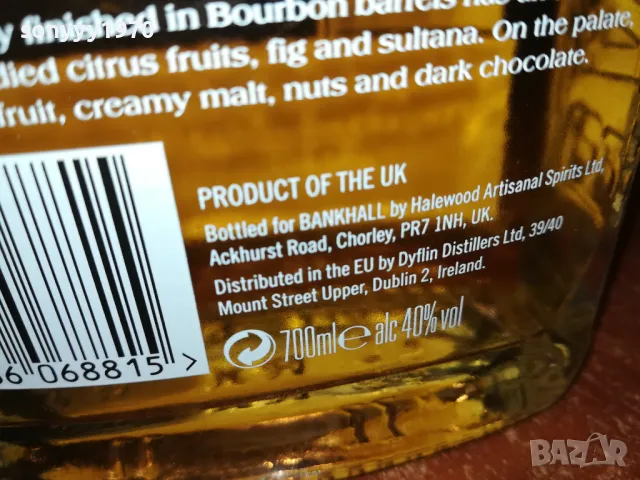 sonyyy1970
finished in Bourbon barrels has
citrus fruits, fig and sultana. On the palate,
fruit, creamy malt, nuts and dark chocolate.
PRODUCT OF THE UK
Bottled for BANKHALL by Halewood Artisanal Spirits Ltd,
Ackhurst Road, Chorley, PR7 1NH, UK.
Distributed in the EU by Dyflin Distillers Ltd, 39/40
Mount Street Upper, Dublin 2, Ireland.
700ml℮ alc 40% vol
6 068815 >
BAZAR